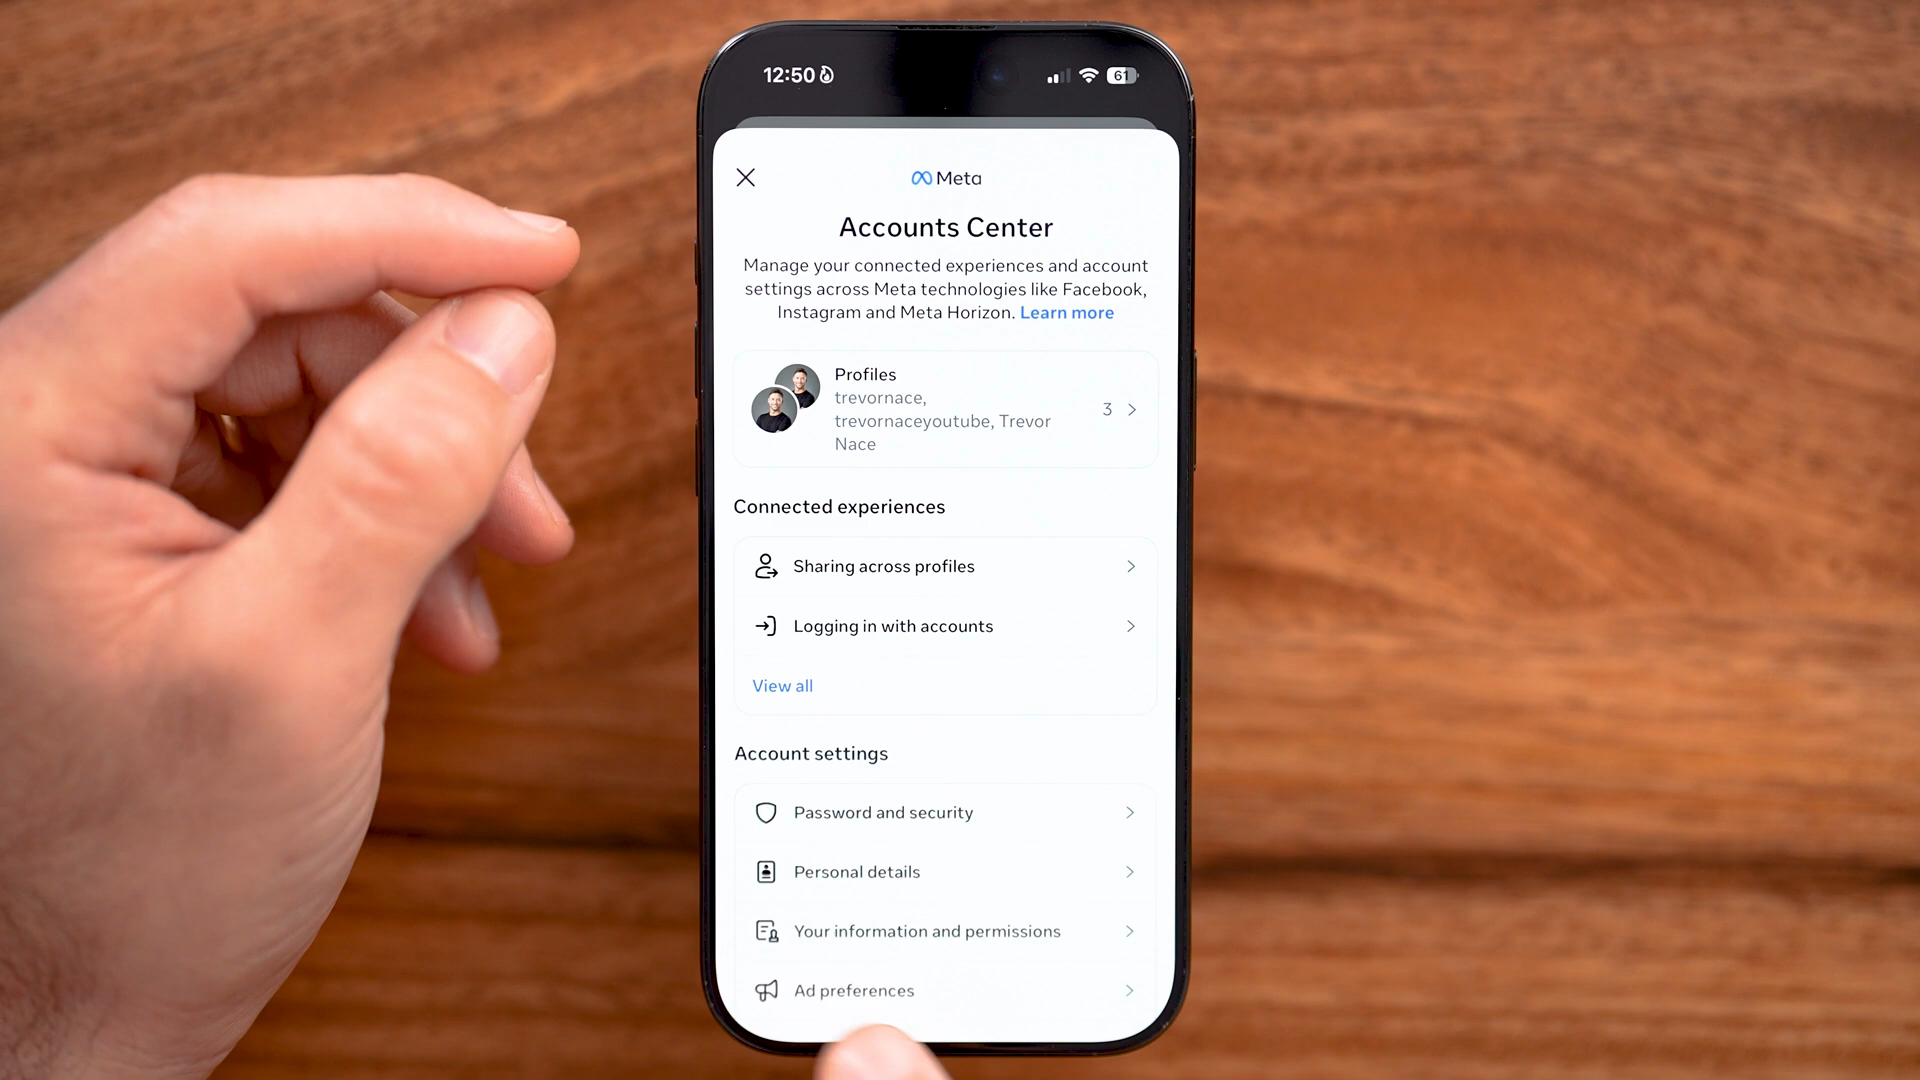 12:50
61
Meta
Accounts Center
Manage your connected experiences and account
settings across Meta technologies like Facebook,
Instagram and Meta Horizon. Learn more
Profiles
trevornace,
trevornaceyoutube, Trevor
Nace
3
Connected experiences
Sharing across profiles
Logging in with accounts
View all
Account settings
Password and security
Personal details
Your information and permissions
Ad preferences